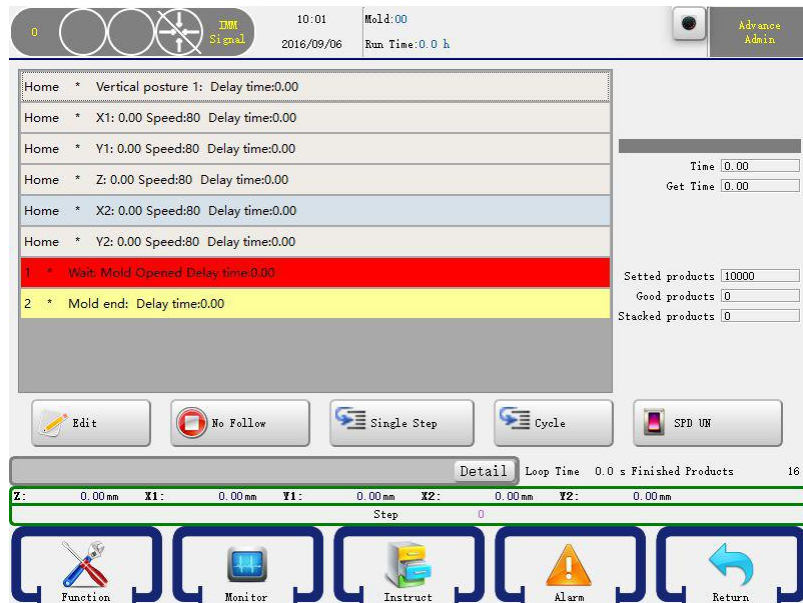 0
IMM
Signal
10:01
2016/09/06
Mold:00
Run Time:0.0 h
Advance
Admin
Home * Vertical posture 1: Delay time:0.00
Home * X1: 0.00 Speed:80 Delay time:0.00
Home * Y1: 0.00 Speed:80 Delay time:0.00
Home * Z: 0.00 Speed:80 Delay time:0.00
Home * X2: 0.00 Speed:80 Delay time:0.00
Home * Y2: 0.00 Speed:80 Delay time:0.00
1 * Wait: Mold Opened Delay time:0.00
2 * Mold end: Delay time:0.00
Time 0.00
Get Time 0.00
Setted products 10000
Good products 0
Stacked products 0
Edit
No Follow
Single Step
Cycle
SPD UN
Detail Loop Time 0.0 s Finished Products 16
Z: 0.00mm X1: 0.00mm Y1: 0.00mm X2: 0.00mm Y2: 0.00mm
Step 0
Function
Monitor
Instruct
Alarm
Return